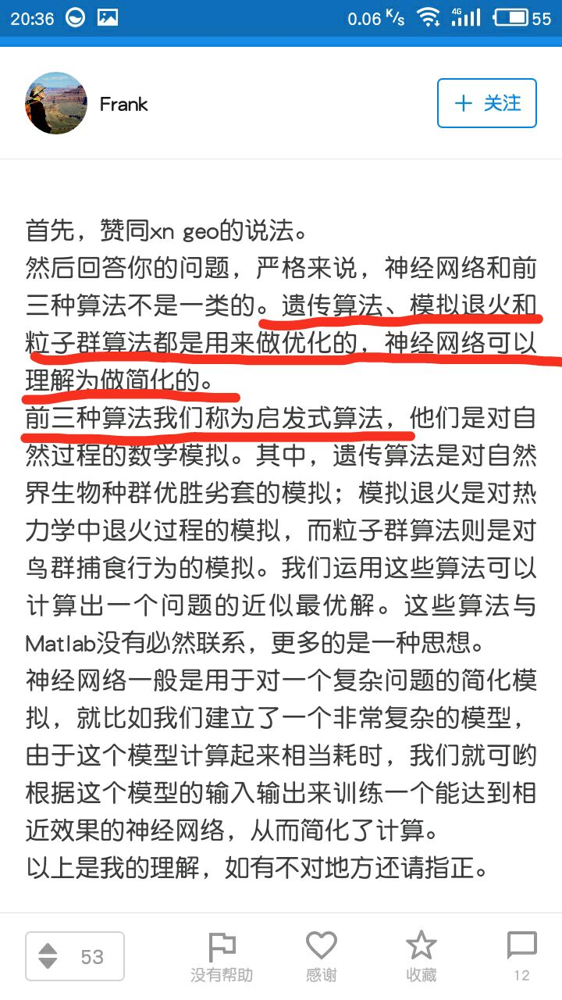 20:36
0.06 K/s
4G
55
Frank
+ 关注
首先，赞同xn geo的说法。
然后回答你的问题，严格来说，神经网络和前
三种算法不是一类的。遗传算法、模拟退火和
粒子群算法都是用来做优化的，神经网络可以
理解为做简化的。
前三种算法我们称为启发式算法，他们是对自
然过程的数学模拟。其中，遗传算法是对自然
界生物种群优胜劣套的模拟；模拟退火是对热
力学中退火过程的模拟，而粒子群算法则是对
鸟群捕食行为的模拟。我们运用这些算法可以
计算出一个问题的近似最优解。这些算法与
Matlab没有必然联系，更多的是一种思想。
神经网络一般是用于对一个复杂问题的简化模
拟，就比如我们建立了一个非常复杂的模型，
由于这个模型计算起来相当耗时，我们就可哟
根据这个模型的输入输出来训练一个能达到相
近效果的神经网络，从而简化了计算。
以上是我的理解，如有不对地方还请指正。
53
没有帮助
感谢
收藏
12